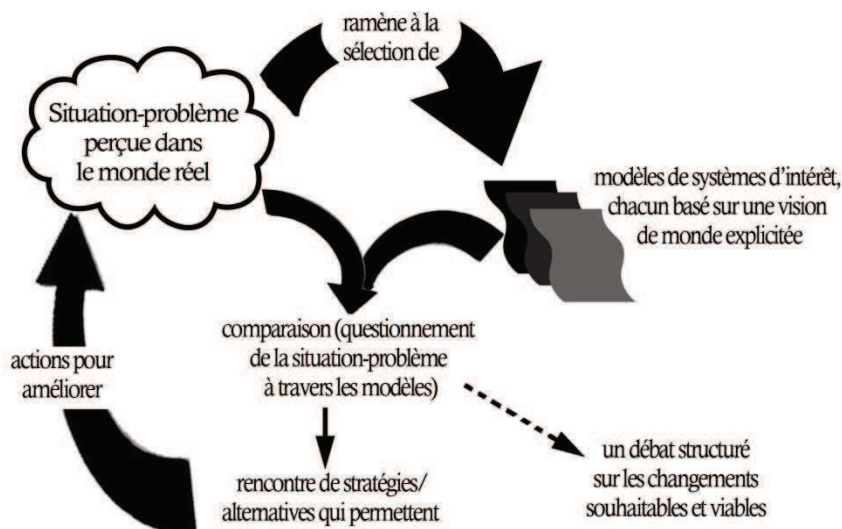 ramène à la
sélection de
Situation-problème
perçue dans
le monde réel
modèles de systèmes d'intérêt,
chacun basé sur une vision
de monde explicitée
comparaison (questionnement
de la situation-problème
à travers les modèles)
actions pour
améliorer
un débat structuré
sur les changements
souhaitables et viables
rencontre de stratégies/
alternatives qui permettent